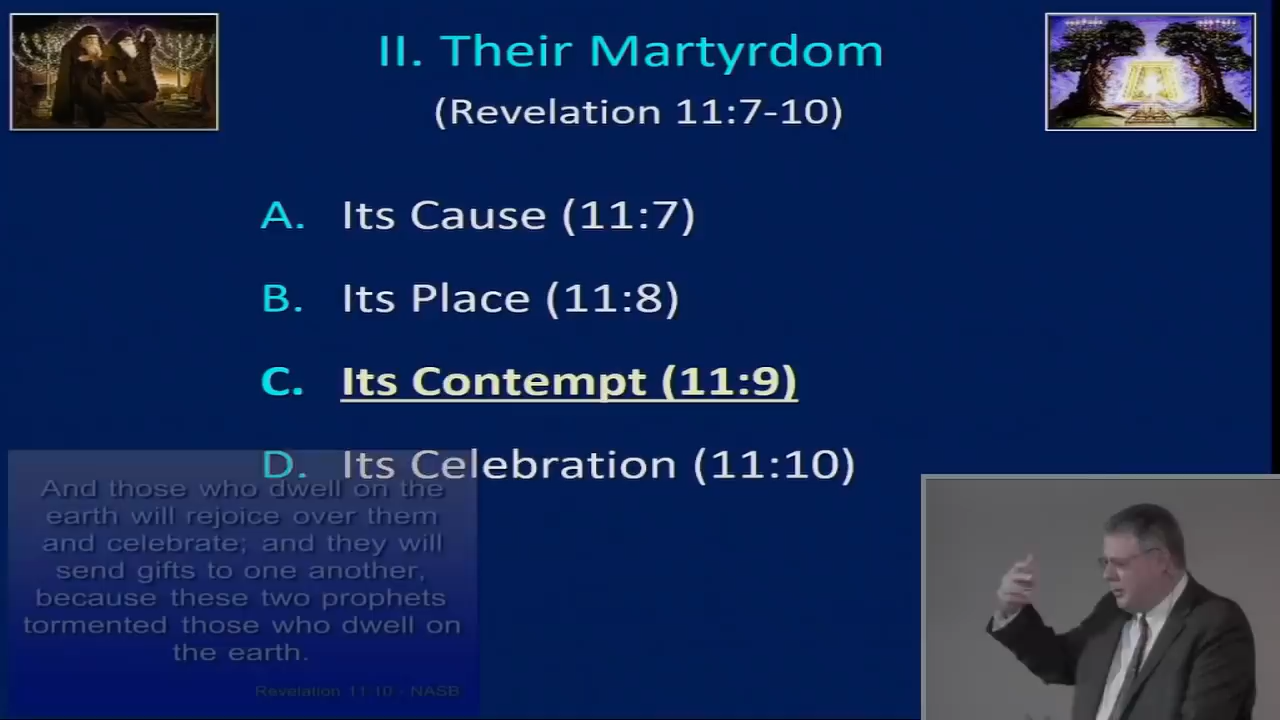 II. Their Martyrdom
(Revelation 11:7-10)
A. Its Cause (11:7)
B. Its Place (11:8)
C. Its Contempt (11:9)
D. Its Celebration (11:10)
And those who dwell on the
earth will rejoice over them
and celebrate; and they will
send gifts to one another,
because these two prophets
tormented those who dwell on
the earth.
Revelation 11:10 - NASB